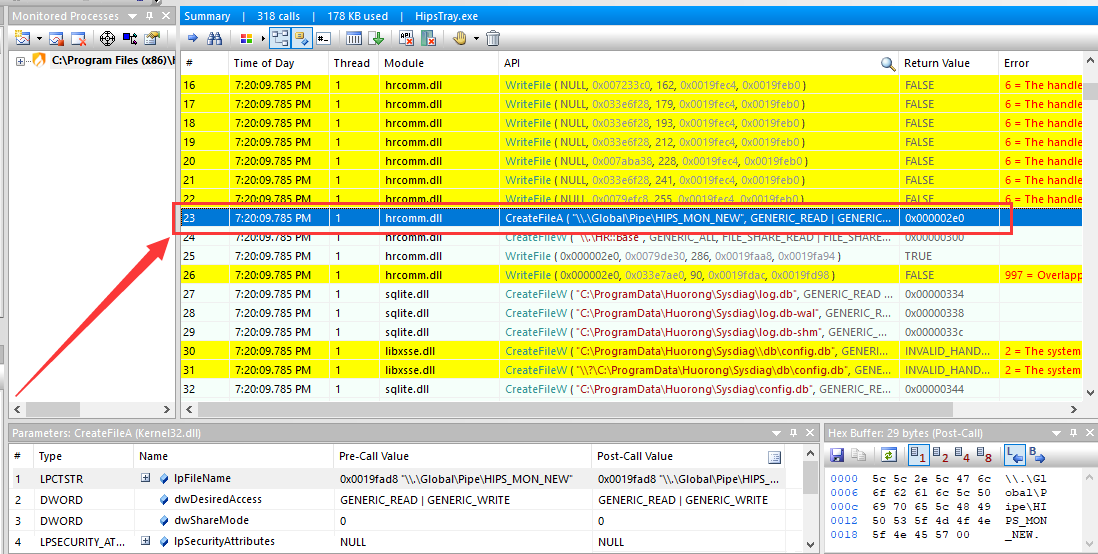 Monitored Processes
C:\Program Files (x86)\H
Summary | 318 calls | 178 KB used | HipsTray.exe
# Time of Day Thread Module API Return Value Error
16 7:20:09.785 PM 1 hrcomm.dll WriteFile ( NULL, 0x007233c0, 162, 0x0019fec4, 0x0019feb0 ) FALSE 6 = The handle
17 7:20:09.785 PM 1 hrcomm.dll WriteFile ( NULL, 0x033e6f28, 179, 0x0019fec4, 0x0019feb0 ) FALSE 6 = The handle
18 7:20:09.785 PM 1 hrcomm.dll WriteFile ( NULL, 0x033e6f28, 193, 0x0019fec4, 0x0019feb0 ) FALSE 6 = The handle
19 7:20:09.785 PM 1 hrcomm.dll WriteFile ( NULL, 0x033e6f28, 212, 0x0019fec4, 0x0019feb0 ) FALSE 6 = The handle
20 7:20:09.785 PM 1 hrcomm.dll WriteFile ( NULL, 0x007aba38, 228, 0x0019fec4, 0x0019feb0 ) FALSE 6 = The handle
21 7:20:09.785 PM 1 hrcomm.dll WriteFile ( NULL, 0x033e6f28, 241, 0x0019fec4, 0x0019feb0 ) FALSE 6 = The handle
22 7:20:09.785 PM 1 hrcomm.dll WriteFile ( NULL, 0x0079efc8, 255, 0x0019fec4, 0x0019feb0 ) FALSE 6 = The handle
23 7:20:09.785 PM 1 hrcomm.dll CreateFileA ( "\\.\Global\Pipe\HIPS_MON_NEW", GENERIC_READ | GENERIC... 0x000002e0
24 7:20:09.785 PM 1 hrcomm.dll CreateFileW ( "\\.\HR::Base", GENERIC_ALL, FILE_SHARE_READ | FILE_SHARE... 0x00000300
25 7:20:09.785 PM 1 hrcomm.dll WriteFile ( 0x000002e0, 0x0079de30, 286, 0x0019faa8, 0x0019fa94 ) TRUE
26 7:20:09.785 PM 1 hrcomm.dll WriteFile ( 0x000002e0, 0x033e7ae0, 90, 0x0019fdac, 0x0019fd98 ) FALSE 997 = Overlapp
27 7:20:09.785 PM 1 sqlite.dll CreateFileW ( "C:\ProgramData\Huorong\Sysdiag\log.db", GENERIC_READ ... 0x00000334
28 7:20:09.785 PM 1 sqlite.dll CreateFileW ( "C:\ProgramData\Huorong\Sysdiag\log.db-wal", GENERIC_R... 0x00000338
29 7:20:09.785 PM 1 sqlite.dll CreateFileW ( "C:\ProgramData\Huorong\Sysdiag\log.db-shm", GENERIC_... 0x0000033c
30 7:20:09.785 PM 1 libxsse.dll CreateFileW ( "C:\ProgramData\Huorong\Sysdiag\\db\config.db", GENERI... INVALID_HAND... 2 = The system
31 7:20:09.785 PM 1 libxsse.dll CreateFileW ( "\\?\C:\ProgramData\Huorong\Sysdiag\db\config.db", GENE... INVALID_HAND... 2 = The system
32 7:20:09.785 PM 1 sqlite.dll CreateFileW ( "C:\ProgramData\Huorong\Sysdiag\config.db", GENERIC_RE... 0x00000344
Parameters: CreateFileA (Kernel32.dll)
# Type Name Pre-Call Value Post-Call Value
1 LPCTSTR lpFileName 0x0019fad8 "\\.\Global\Pipe\HIPS_MON_NEW" 0x0019fad8 "\\.\Global\Pipe\HIPS_...
2 DWORD dwDesiredAccess GENERIC_READ | GENERIC_WRITE GENERIC_READ | GENERIC_WRITE
3 DWORD dwShareMode 0 0
4 LPSECURITY_AT... lpSecurityAttributes NULL NULL
Hex Buffer: 29 bytes (Post-Call)
1 2 4 8 L B
0000 5c 5c 2e 5c 47 6c \\.\Gl
0006 6f 62 61 6c 5c 50 obal\P
000c 69 70 65 5c 48 49 ipe\HI
0012 50 53 5f 4d 4f 4e PS_MON
0018 5f 4e 45 57 00 _NEW.